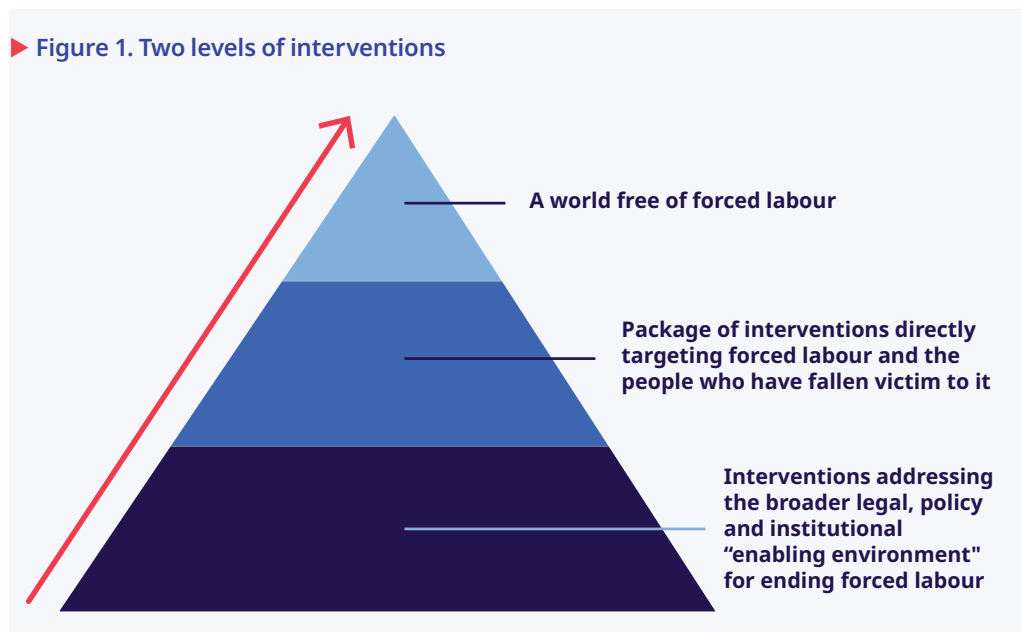 Figure 1. Two levels of interventions
A world free of forced labour
Package of interventions directly
targeting forced labour and the
people who have fallen victim to it
Interventions addressing
the broader legal, policy
and institutional
“enabling environment"
for ending forced labour